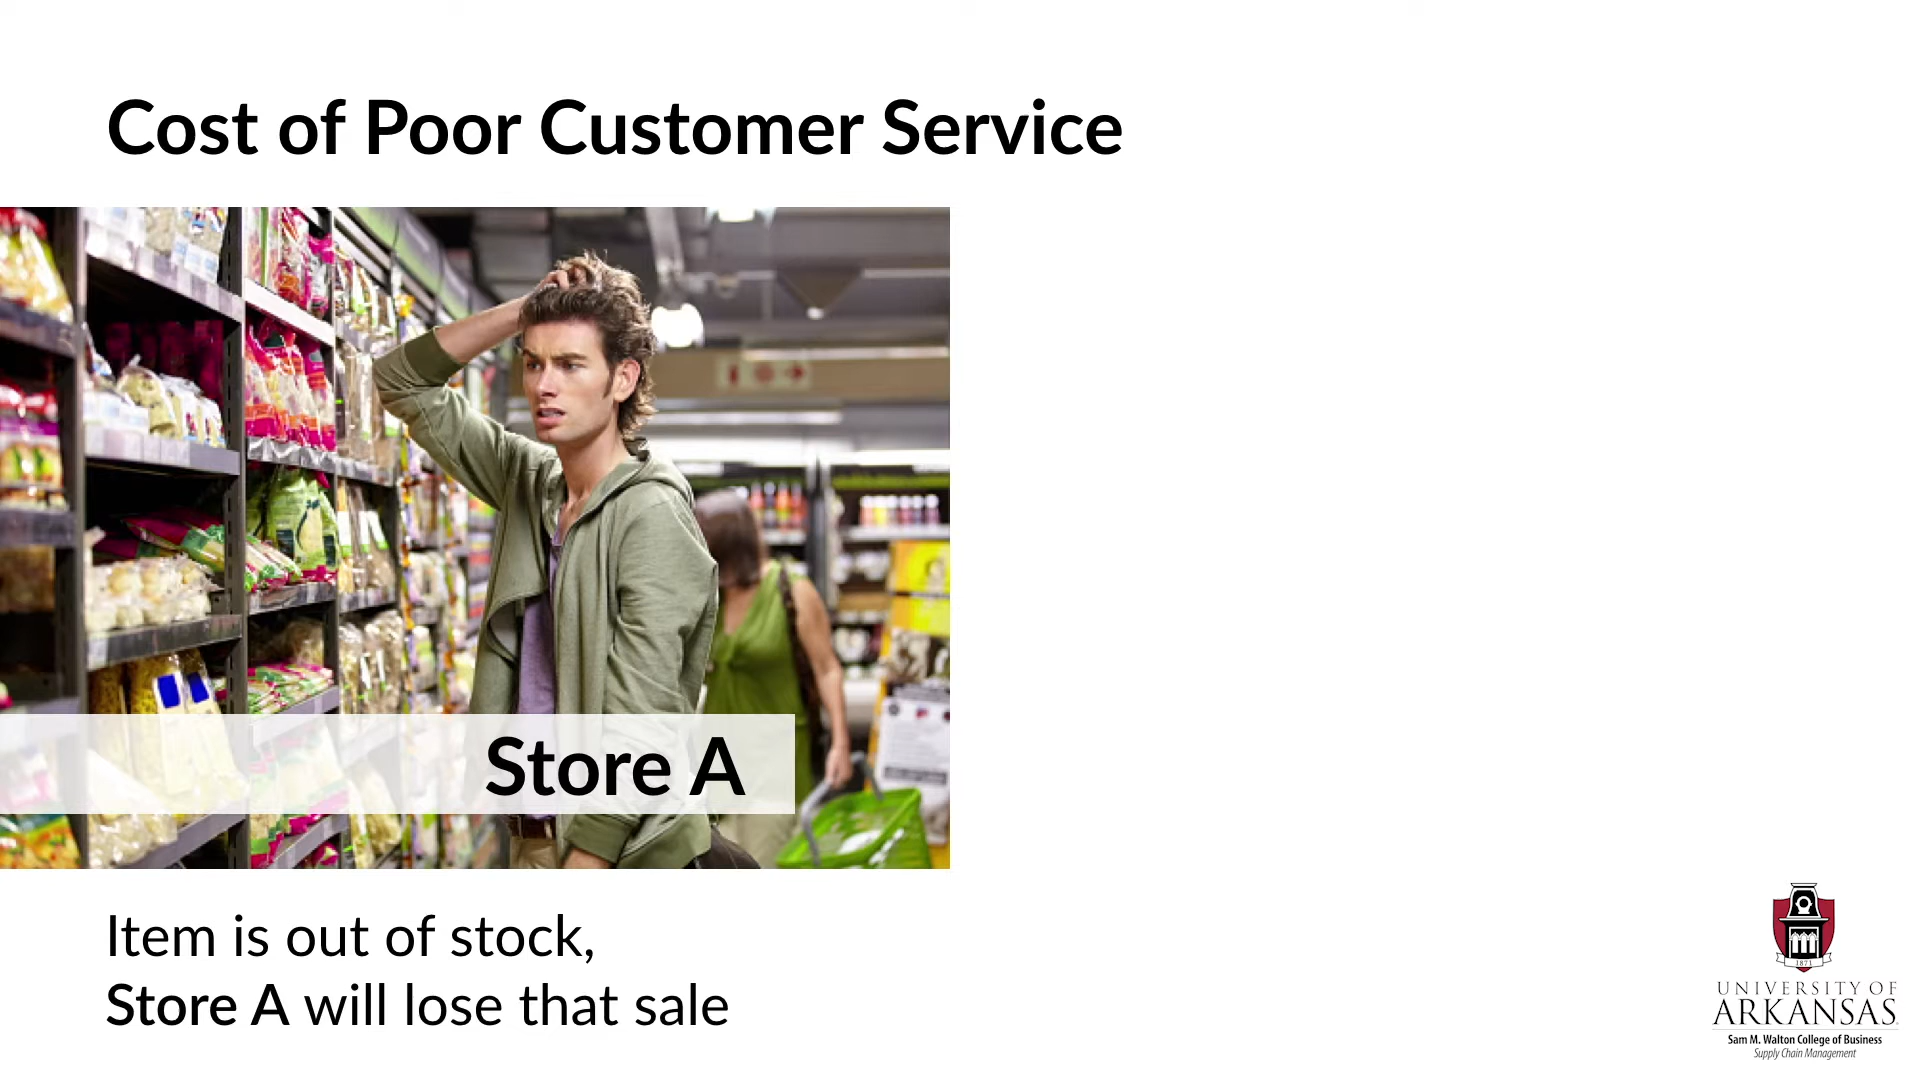 Cost of Poor Customer Service
Store A
Item is out of stock,
Store A will lose that sale
1871
UNIVERSITY OF
ARKANSAS
Sam M. Walton College of Business
Supply Chain Management